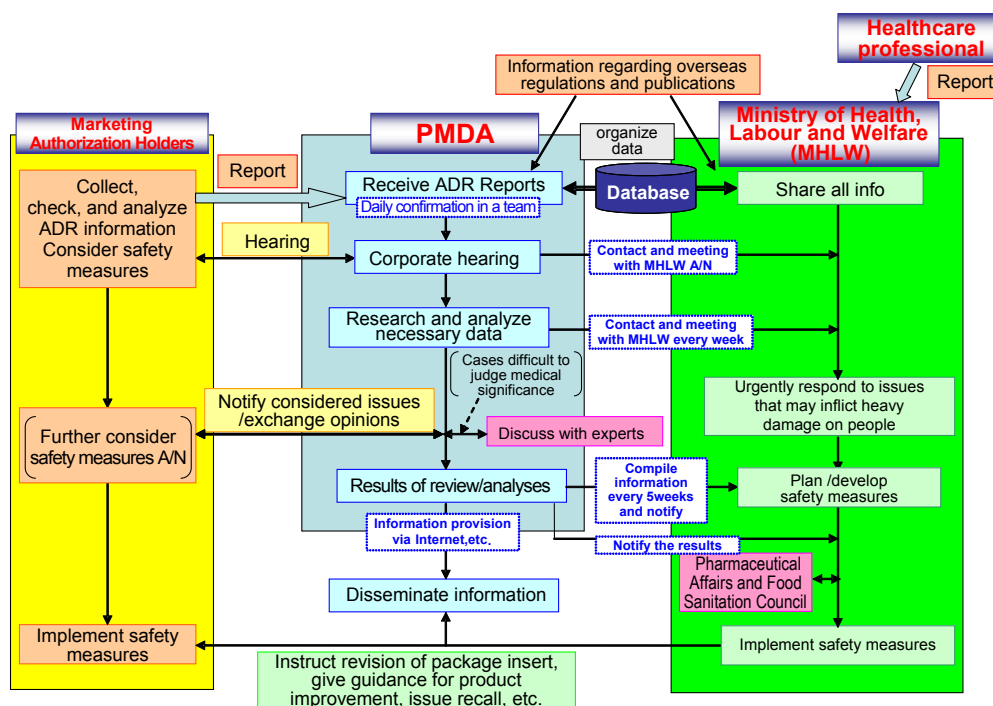 Healthcare
professional
Report
Information regarding overseas
regulations and publications
Marketing
Authorization Holders
PMDA
organize
data
Ministry of Health,
Labour and Welfare
(MHLW)
Collect,
check, and analyze
ADR information
Consider safety
measures
Report
Receive ADR Reports
Daily confirmation in a team
Database
Share all info
Hearing
Corporate hearing
Contact and meeting
with MHLW A/N
Research and analyze
necessary data
Contact and meeting
with MHLW every week
Cases difficult to
judge medical
significance
Urgently respond to issues
that may inflict heavy
damage on people
Notify considered issues
/exchange opinions
Further consider
safety measures A/N
Discuss with experts
Results of review/analyses
Compile
information
every 5weeks
and notify
Plan /develop
safety measures
Information provision
via Internet,etc.
Notify the results
Pharmaceutical
Affairs and Food
Sanitation Council
Disseminate information
Implement safety
measures
Implement safety measures
Instruct revision of package insert,
give guidance for product
improvement, issue recall, etc.